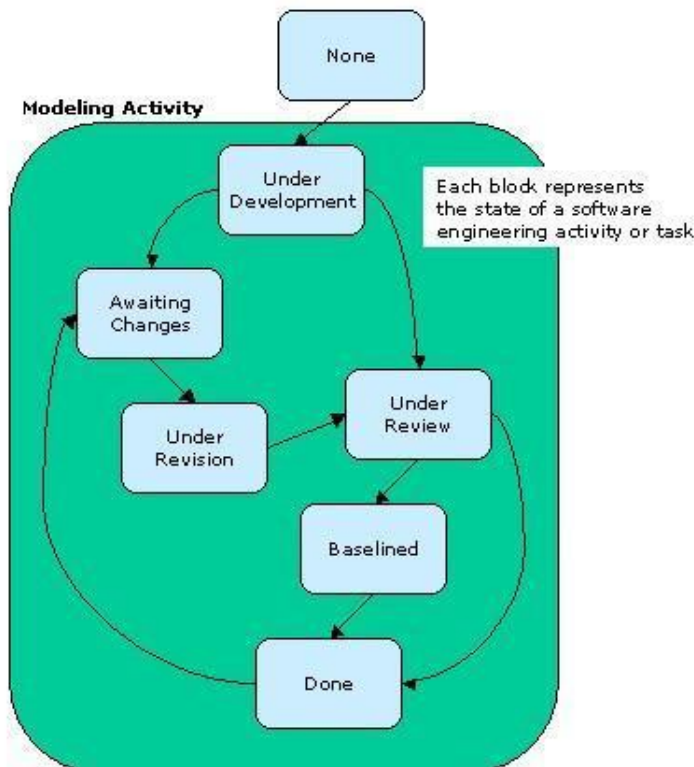 None
Modeling Activity
Under
Development
Each block represents
the state of a software
engineering activity or task
Awaiting
Changes
Under
Review
Under
Revision
Baselined
Done